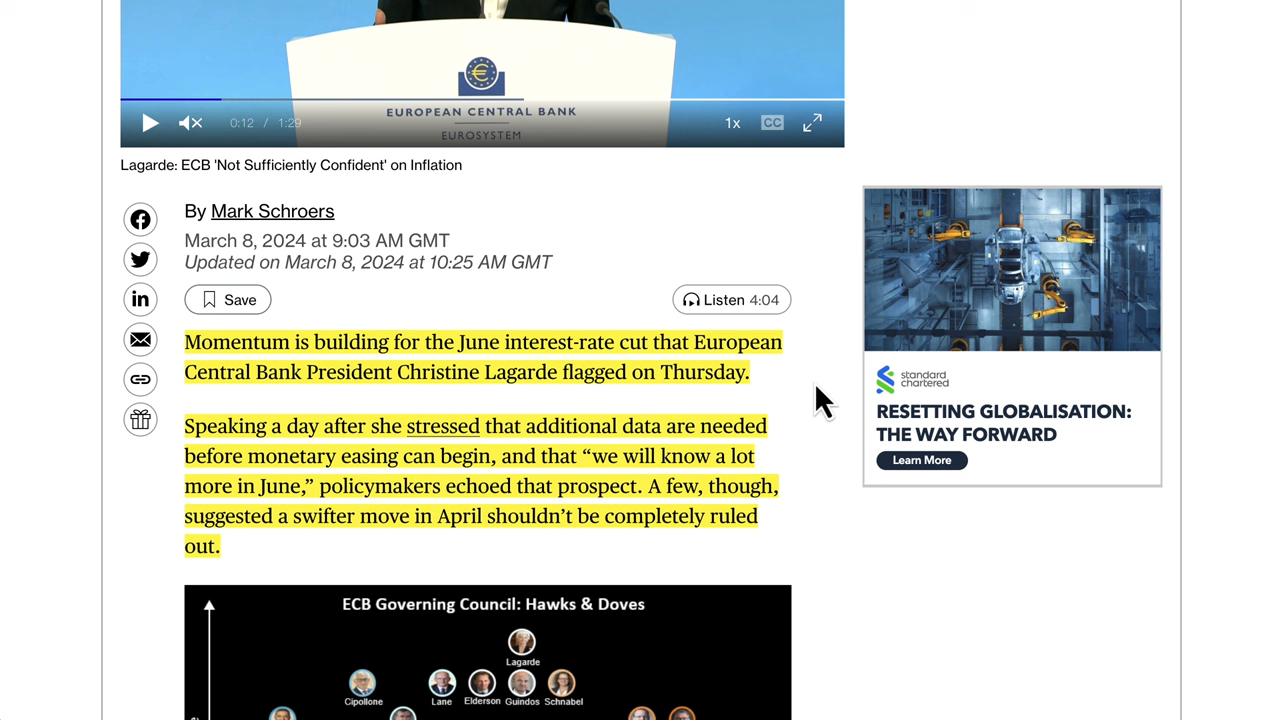 EUROPEAN CENTRAL BANK
EUROSYSTEM
0:12 / 1:29
1x
CC
Lagarde: ECB 'Not Sufficiently Confident' on Inflation
By Mark Schroers
March 8, 2024 at 9:03 AM GMT
Updated on March 8, 2024 at 10:25 AM GMT
Save
Listen 4:04
Momentum is building for the June interest-rate cut that European
Central Bank President Christine Lagarde flagged on Thursday.
Speaking a day after she stressed that additional data are needed
before monetary easing can begin, and that “we will know a lot
more in June,” policymakers echoed that prospect. A few, though,
suggested a swifter move in April shouldn’t be completely ruled
out.
ECB Governing Council: Hawks & Doves
Lagarde
Cipollone
Lane
Elderson
Guindos
Schnabel
standard
chartered
RESETTING GLOBALISATION:
THE WAY FORWARD
Learn More